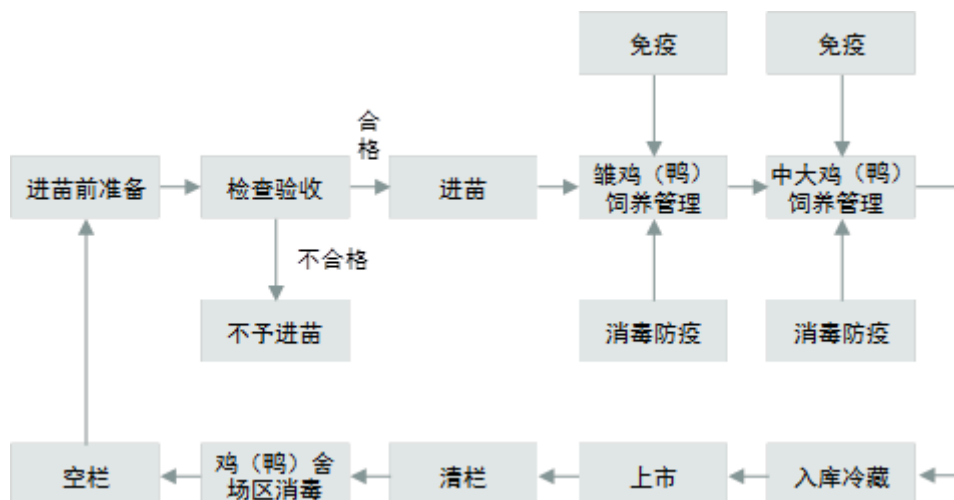 免疫
免疫
合
格
进苗前准备
检查验收
进苗
雏鸡（鸭）
饲养管理
中大鸡（鸭）
饲养管理
不合格
不予进苗
消毒防疫
消毒防疫
空栏
鸡（鸭）舍
场区消毒
清栏
上市
入库冷藏